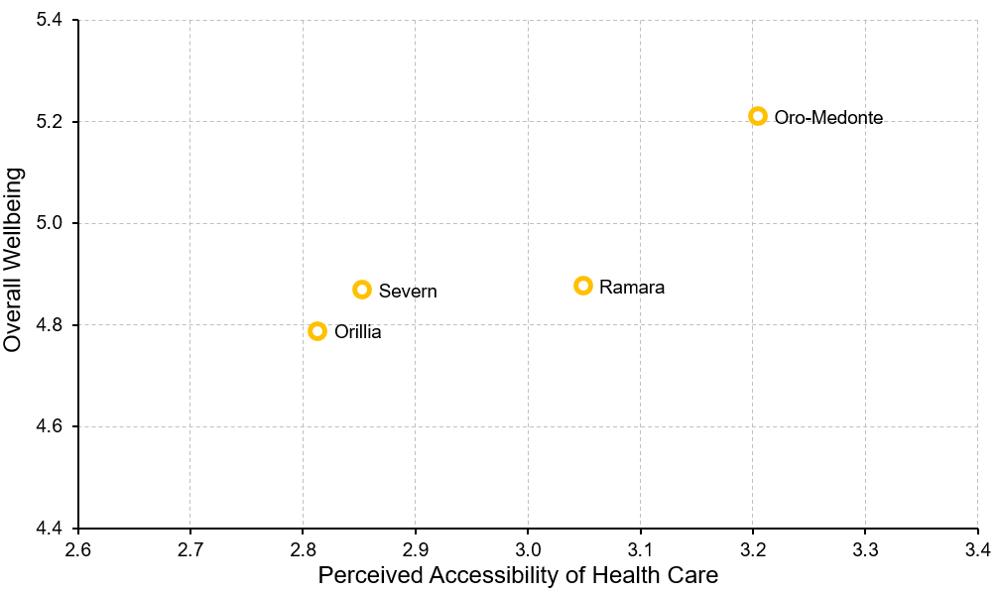 5.4
5.2
5.0
4.8
4.6
4.4
Overall Wellbeing
Oro-Medonte
Severn
Ramara
Orillia
2.6 2.7 2.8 2.9 3.0 3.1 3.2 3.3 3.4
Perceived Accessibility of Health Care